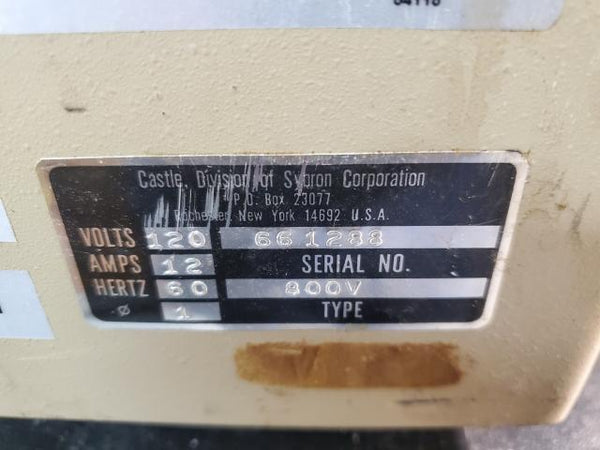 Castle, Division of Sybron Corporation
P.O. Box 23077
Rochester, New York 14692 U.S.A.
VOLTS 120 661288
AMPS 12 SERIAL NO.
HERTZ 60 800V
ø 1 TYPE